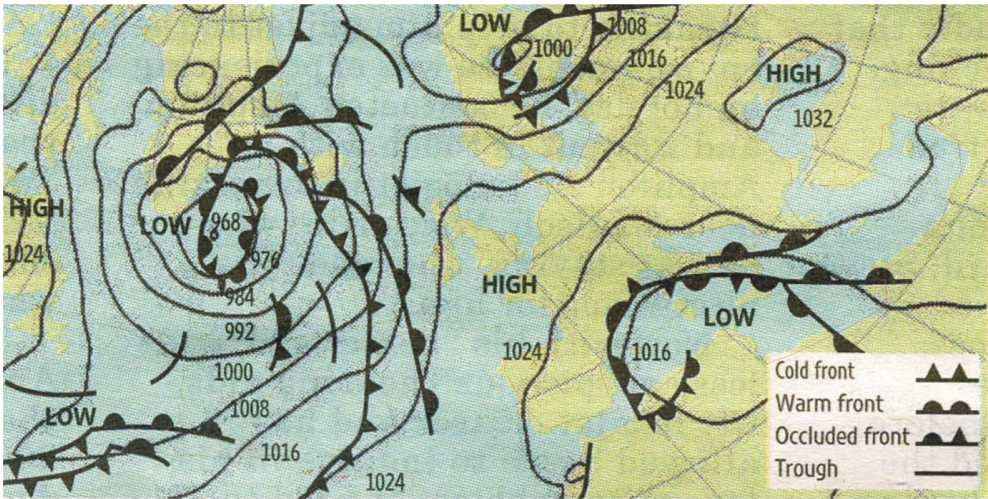 LOW
1008
1000
1016
1024
HIGH
1032
HIGH
1024
LOW
968
976
984
992
1000
1008
1016
1024
LOW
HIGH
1024
LOW
1016
Cold front
Warm front
Occluded front
Trough